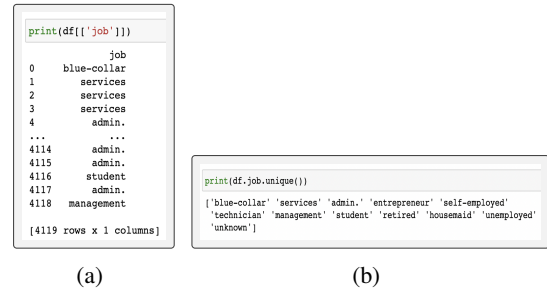 print(df[['job']])
job
0 blue-collar
1 services
2 services
3 services
4 admin.
... ...
4114 admin.
4115 admin.
4116 student
4117 admin.
4118 management
[4119 rows x 1 columns]
(a)
print(df.job.unique())
['blue-collar' 'services' 'admin.' 'entrepreneur' 'self-employed'
'technician' 'management' 'student' 'retired' 'housemaid' 'unemployed'
'unknown']
(b)